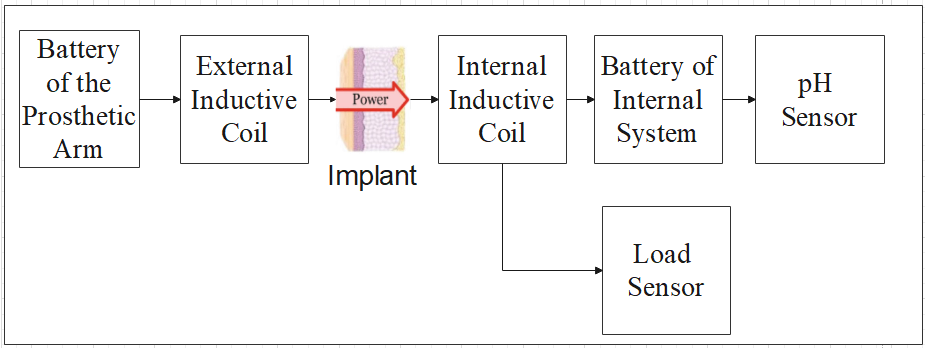 Battery
of the
Prosthetic
Arm
External
Inductive
Coil
Power
Implant
Internal
Inductive
Coil
Battery of
Internal
System
pH
Sensor
Load
Sensor